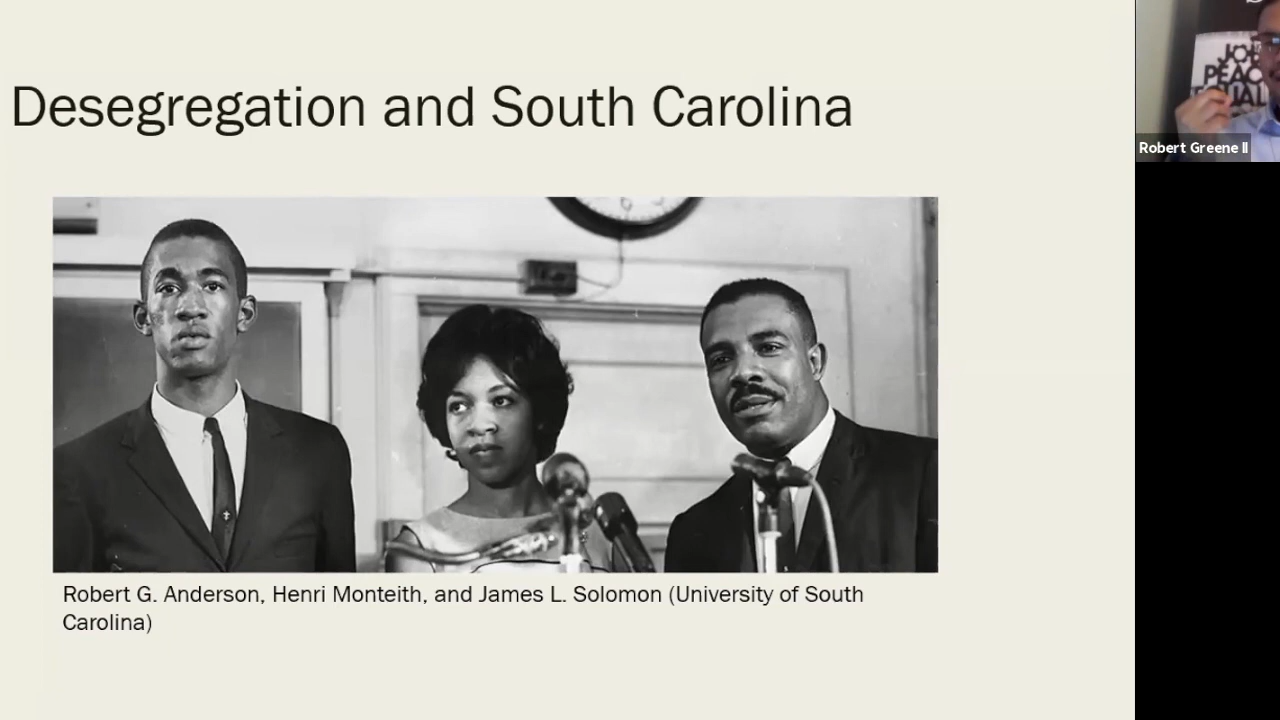 Desegregation and South Carolina
Robert G. Anderson, Henri Monteith, and James L. Solomon (University of South
Carolina)
Robert Greene II